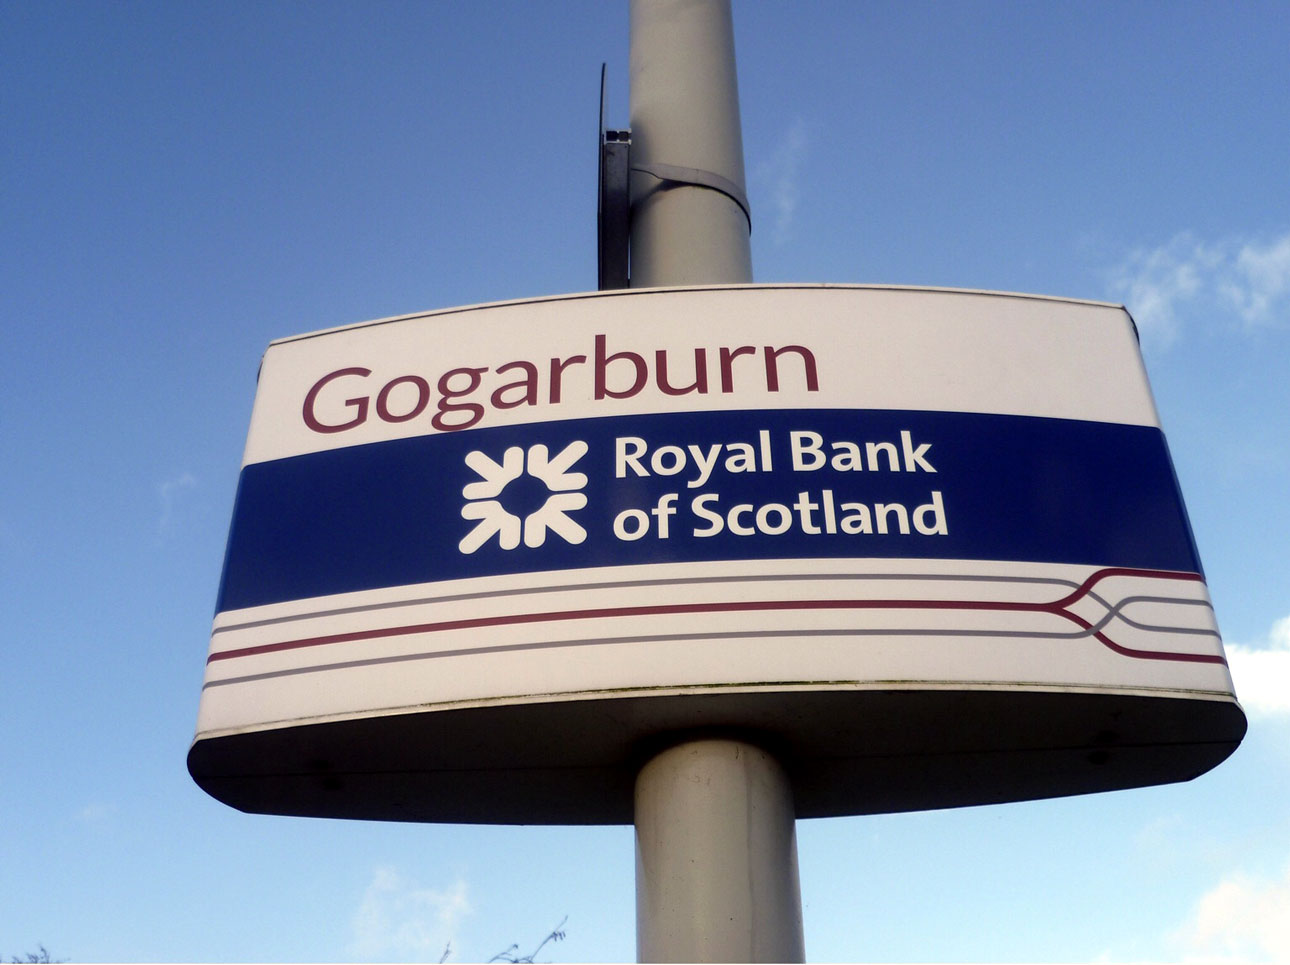 Gogarburn
Royal Bank
of Scotland